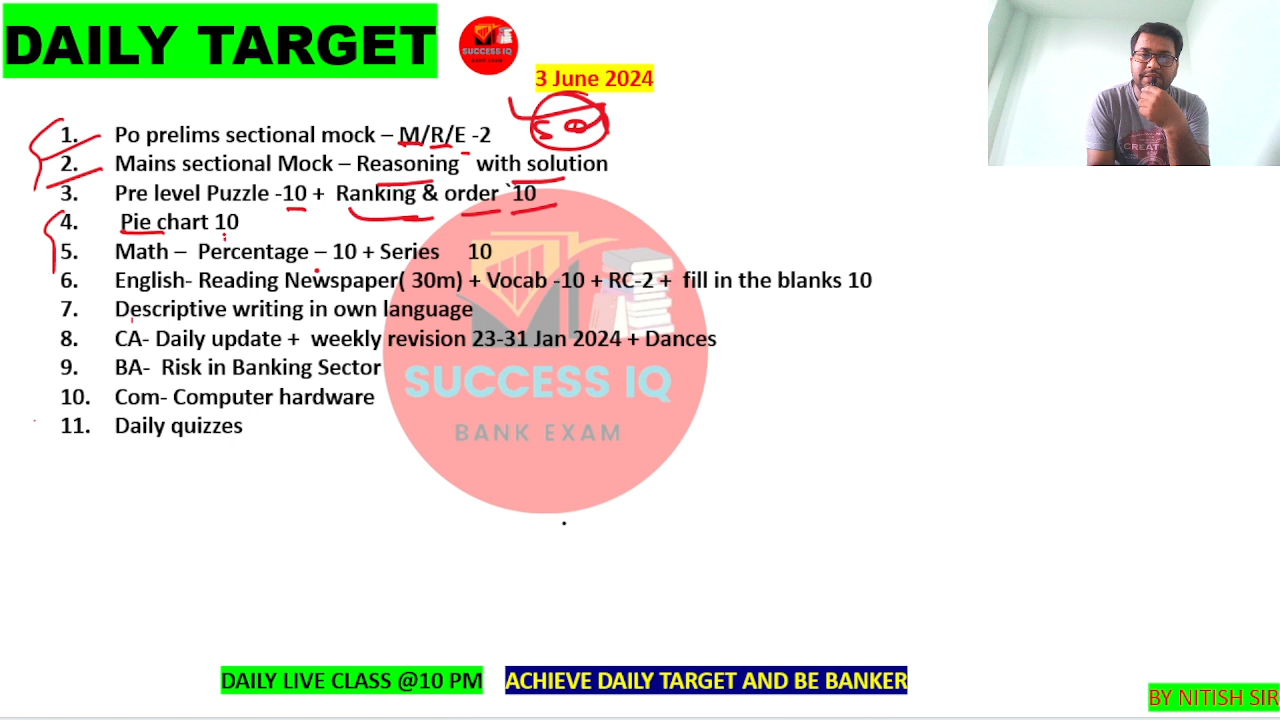 DAILY TARGET
SUCCESS IQ
BANK EXAM
3 June 2024
1. Po prelims sectional mock – M/R/E -2
2. Mains sectional Mock – Reasoning with solution
3. Pre level Puzzle -10 + Ranking & order `10
4. Pie chart 10
5. Math – Percentage – 10 + Series 10
6. English- Reading Newspaper( 30m) + Vocab -10 + RC-2 + fill in the blanks 10
7. Descriptive writing in own language
8. CA- Daily update + weekly revision 23-31 Jan 2024 + Dances
9. BA- Risk in Banking Sector
10. Com- Computer hardware
11. Daily quizzes
SUCCESS IQ
BANK EXAM
DAILY LIVE CLASS @10 PM
ACHIEVE DAILY TARGET AND BE BANKER
BY NITISH SIR